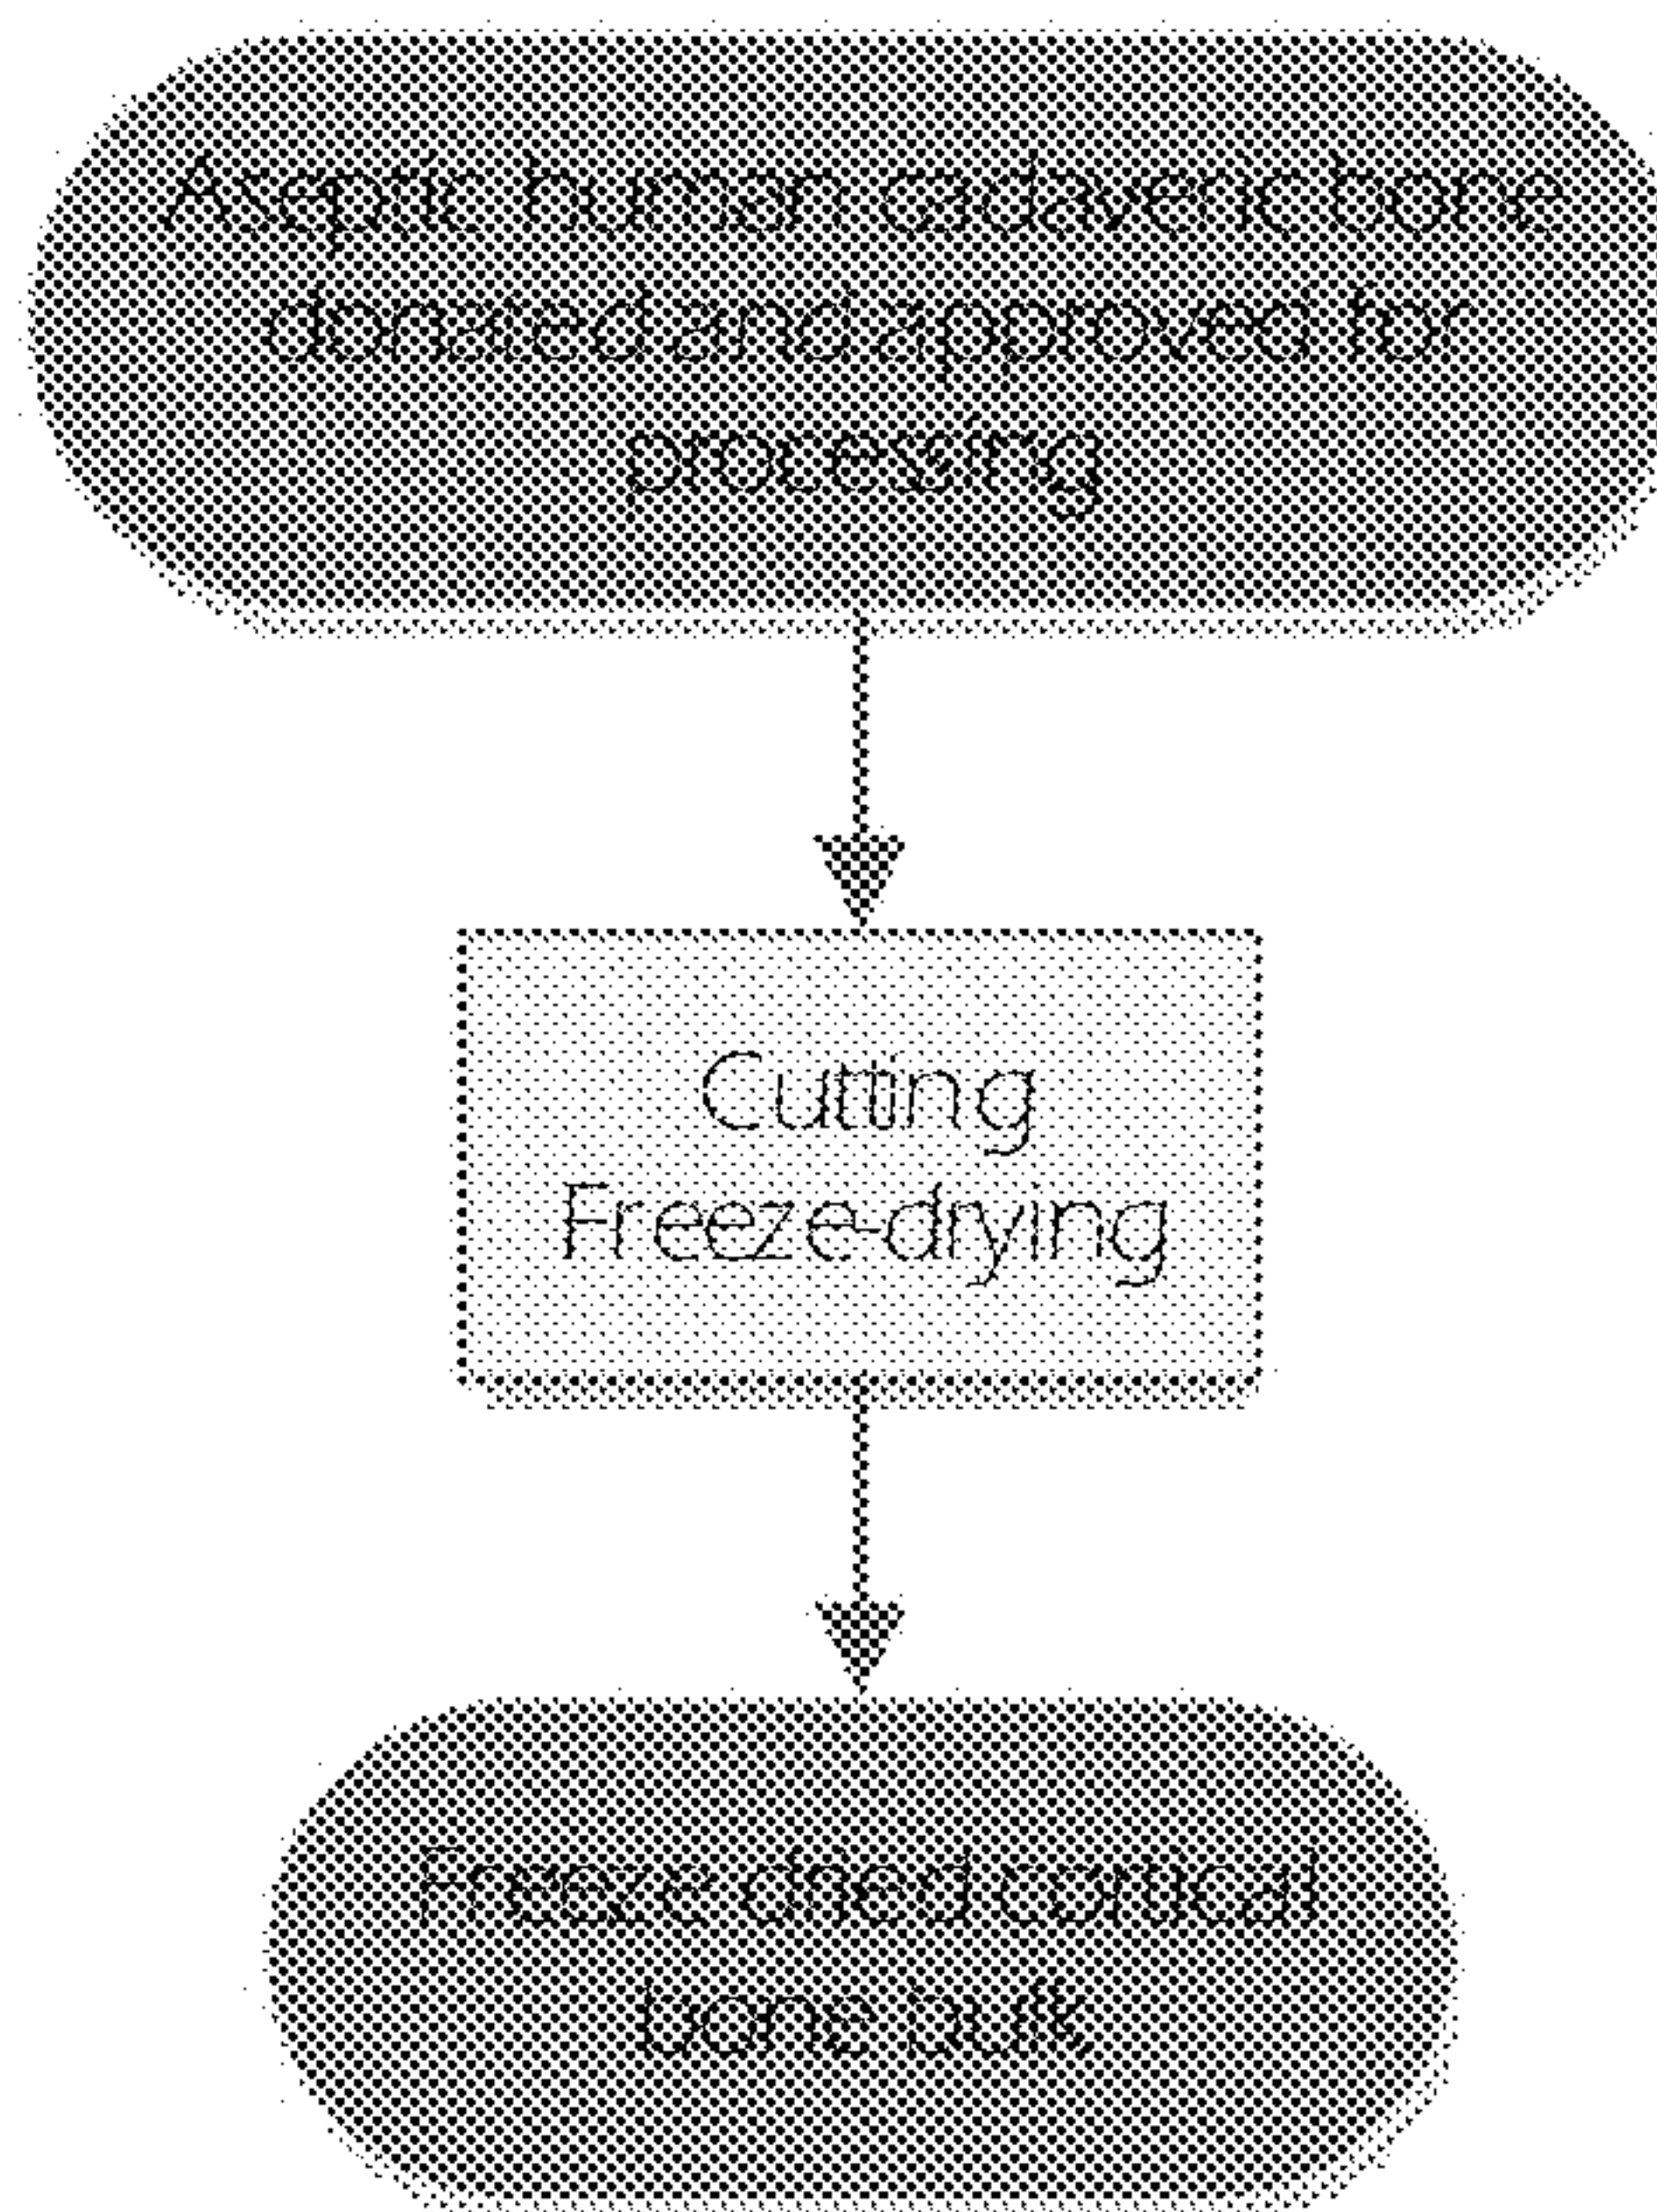 Aseptic human cadaveric bone
donated and approved for
processing
Cutting
Freeze-drying
Freeze dried cortical
bone bulk